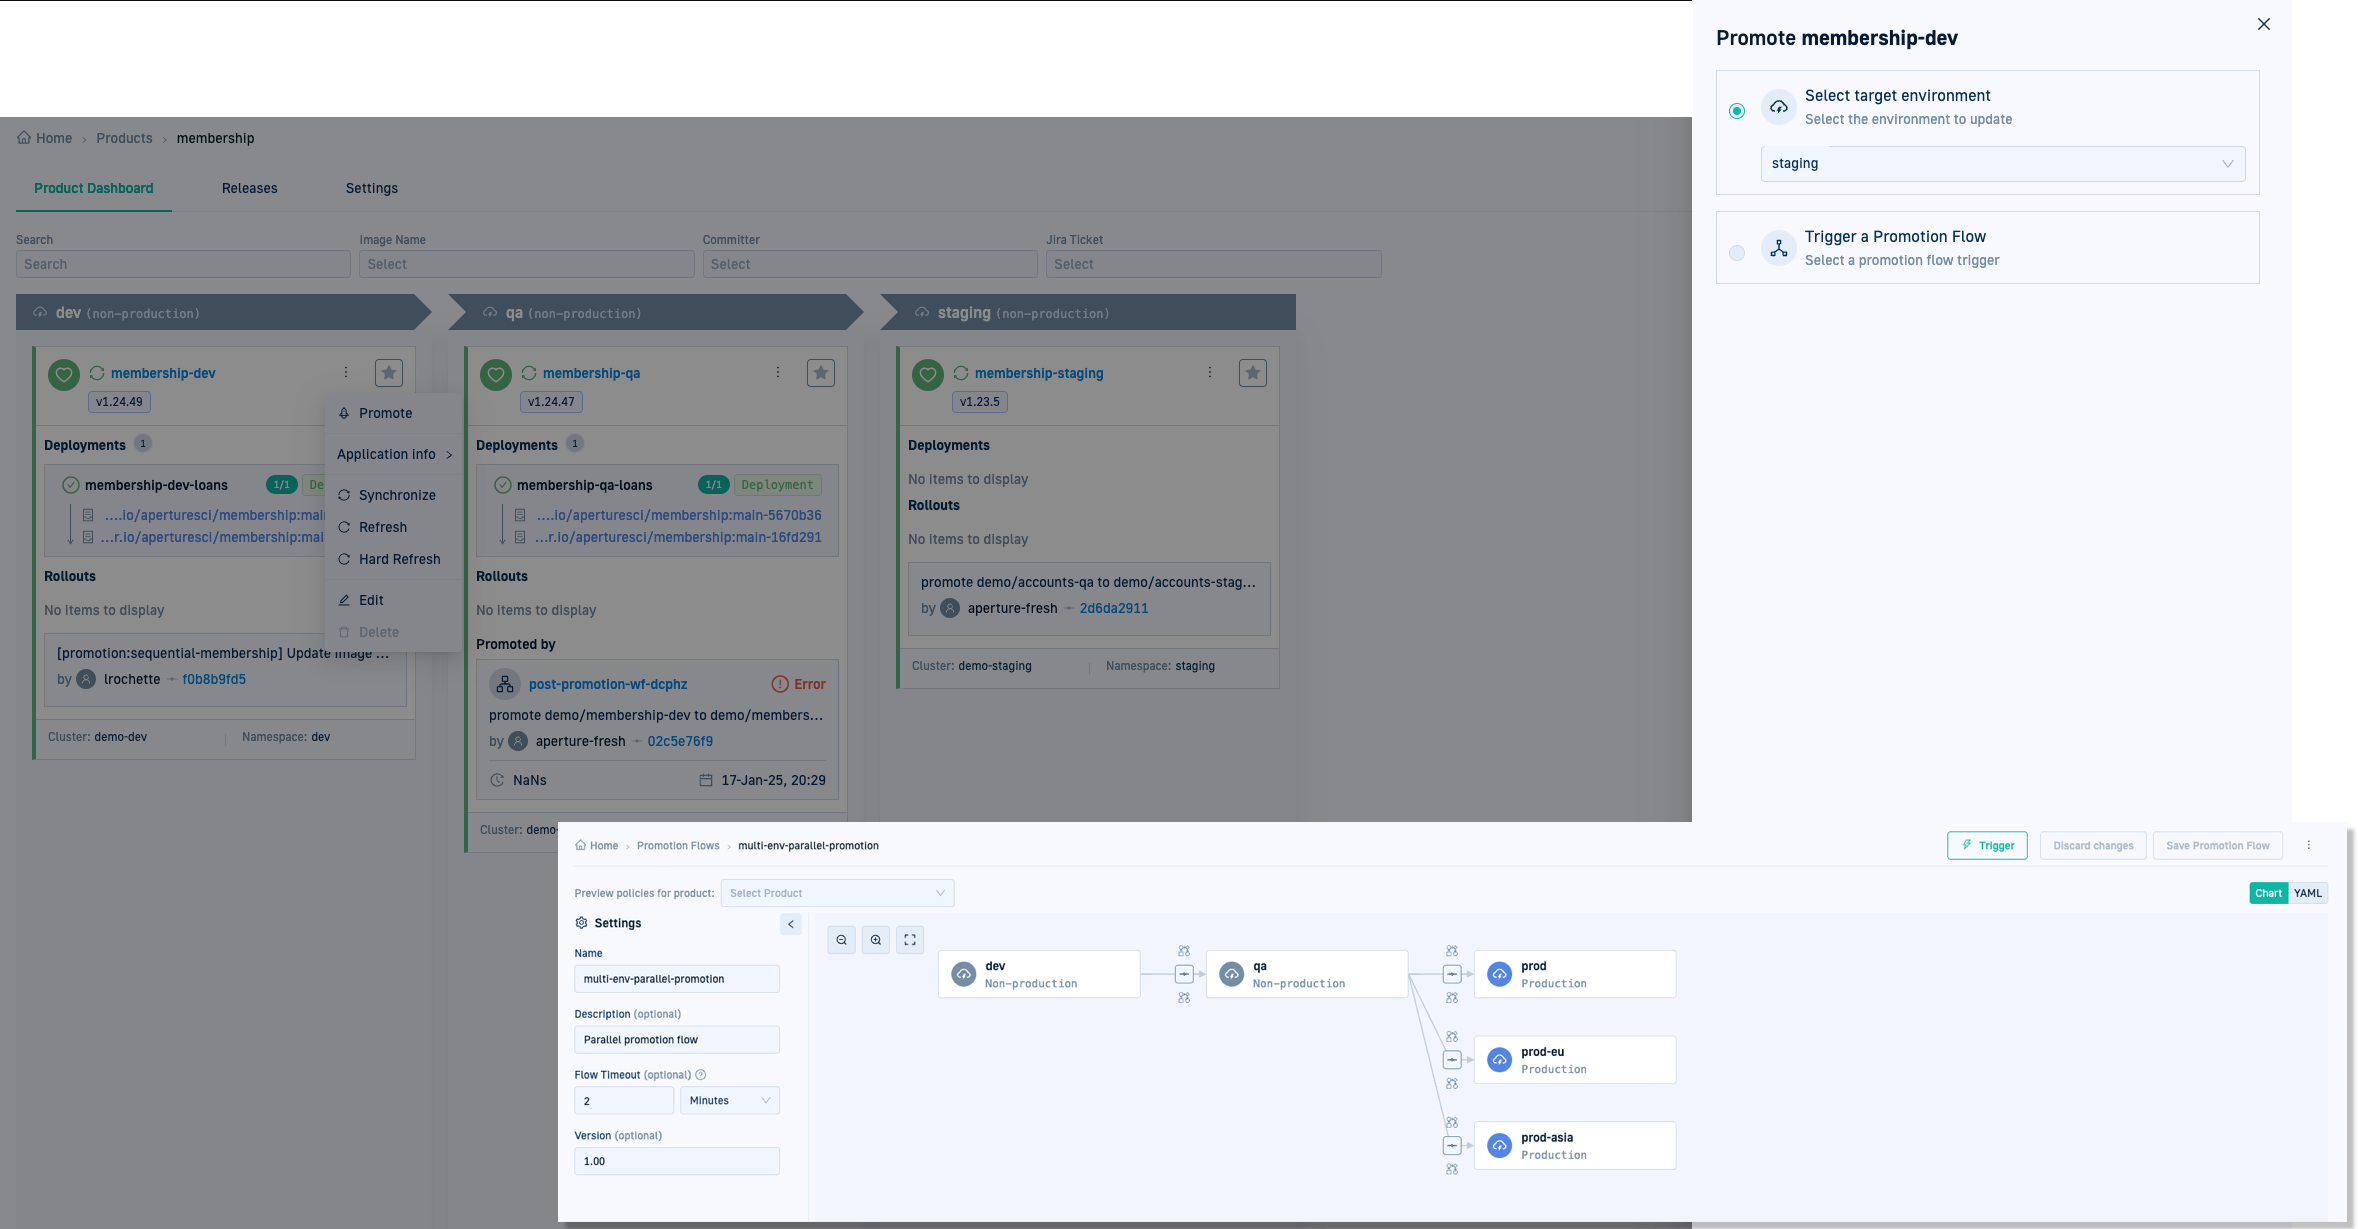 Home > Products > membership
Product Dashboard Releases Settings
Search Image Name Committer Jira Ticket
Search Select Select Select
dev (non-production)
membership-dev
v1.24.49
Promote
Application info >
Synchronize
Refresh
Hard Refresh
Edit
Delete
Deployments 1
membership-dev-loans 1/1 De
....io/aperturesci/membership:mai
...r.io/aperturesci/membership:mai
Rollouts
No items to display
[promotion:sequential-membership] Update image ...
by lrochette f0b8b9fd5
Cluster: demo-dev Namespace: dev
qa (non-production)
membership-qa
v1.24.47
Deployments 1
membership-qa-loans 1/1 Deployment
....io/aperturesci/membership:main-5670b36
...r.io/aperturesci/membership:main-16fd291
Rollouts
No items to display
Promoted by
post-promotion-wf-dcphz Error
promote demo/membership-dev to demo/members...
by aperture-fresh 02c5e76f9
NaNs 17-Jan-25, 20:29
Cluster: demo-
staging (non-production)
membership-staging
v1.23.5
Deployments
No items to display
Rollouts
No items to display
promote demo/accounts-qa to demo/accounts-stag...
by aperture-fresh 2d6da2911
Cluster: demo-staging Namespace: staging
Promote membership-dev
Select target environment
Select the environment to update
staging
Trigger a Promotion Flow
Select a promotion flow trigger
Home > Promotion Flows > multi-env-parallel-promotion
Trigger Discard changes Save Promotion Flow
Preview policies for product: Select Product
Chart YAML
Settings
Name
multi-env-parallel-promotion
Description (optional)
Parallel promotion flow
Flow Timeout (optional)
2 Minutes
Version (optional)
1.00
dev
Non-production
qa
Non-production
prod
Production
prod-eu
Production
prod-asia
Production